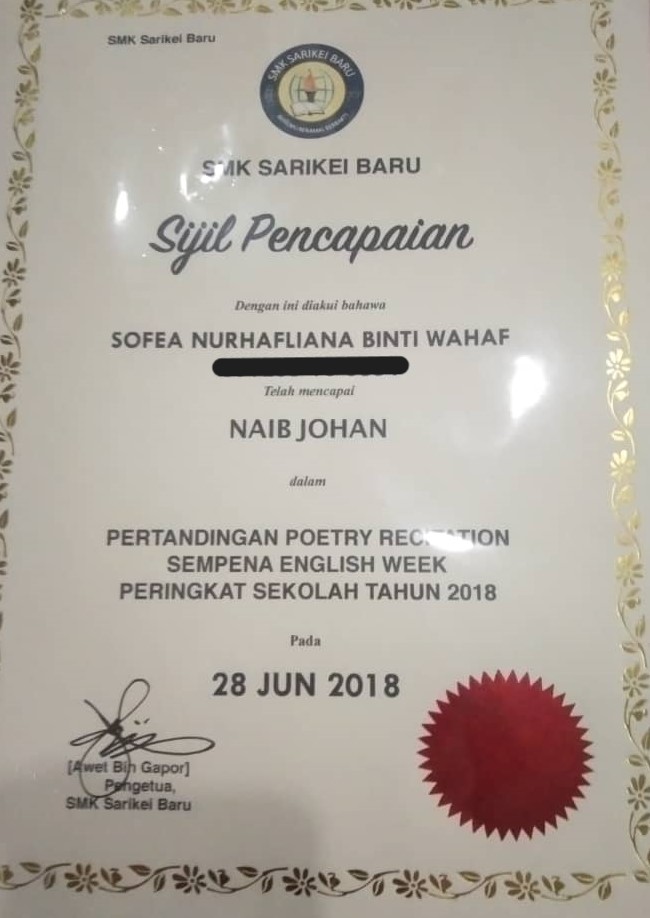 SMK Sarikei Baru
SMK SARIKEI BARU
SMK SARIKEI BARU
Sijil Pencapaian
Dengan ini diakui bahawa
SOFEA NURHAFLIANA BINTI WAHAF
Telah mencapai
NAIB JOHAN
dalam
PERTANDINGAN POETRY RECITATION
SEMPENA ENGLISH WEEK
PERINGKAT SEKOLAH TAHUN 2018
Pada
28 JUN 2018
[Awet Bin Gapor]
Pengetua,
SMK Sarikei Baru